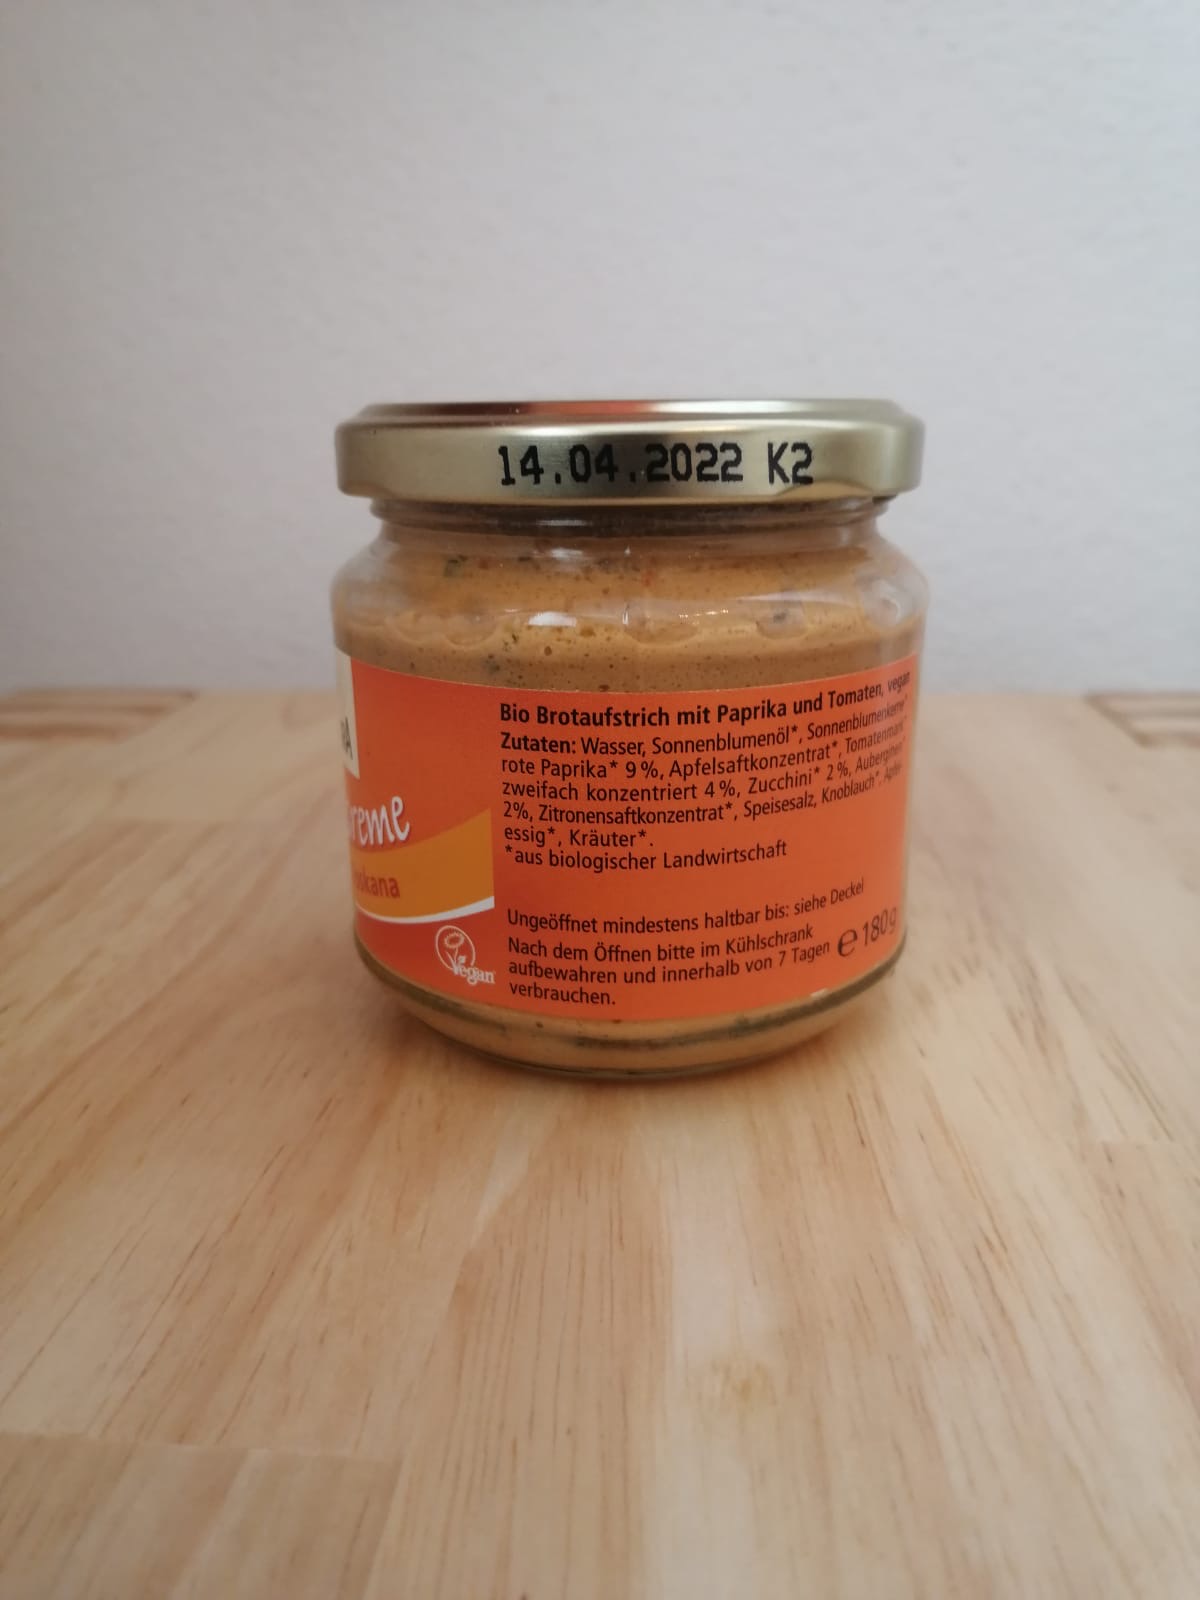 14.04.2022 K2
Bio Brotaufstrich mit Paprika und Tomaten, vegan
Zutaten: Wasser, Sonnenblumenöl*, Sonnenblumenkerne*
rote Paprika* 9 %, Apfelsaftkonzentrat*, Tomatenmark*
zweifach konzentriert 4 %, Zucchini* 2 %, Auberginen*
2%, Zitronensaftkonzentrat*, Speisesalz, Knoblauch*, Apfel-
essig*, Kräuter*.
*aus biologischer Landwirtschaft
Ungeöffnet mindestens haltbar bis: siehe Deckel
Nach dem Öffnen bitte im Kühlschrank
aufbewahren und innerhalb von 7 Tagen
verbrauchen.
e 180g
reme
skana
Vegan